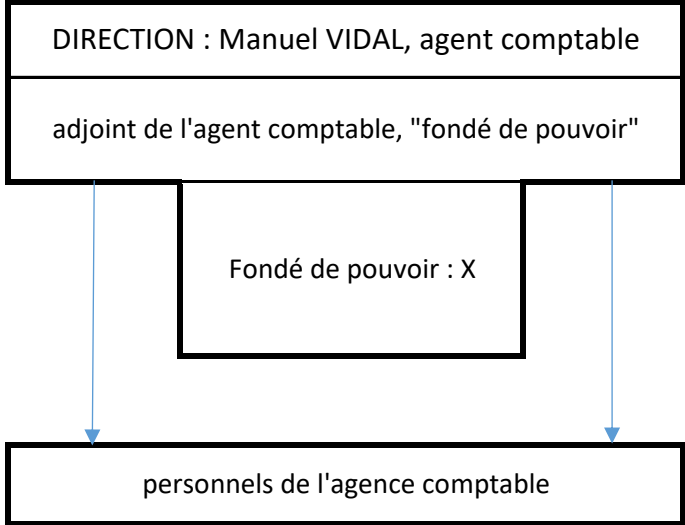 DIRECTION : Manuel VIDAL, agent comptable
adjoint de l'agent comptable, "fondé de pouvoir"
Fondé de pouvoir : X
personnels de l'agence comptable